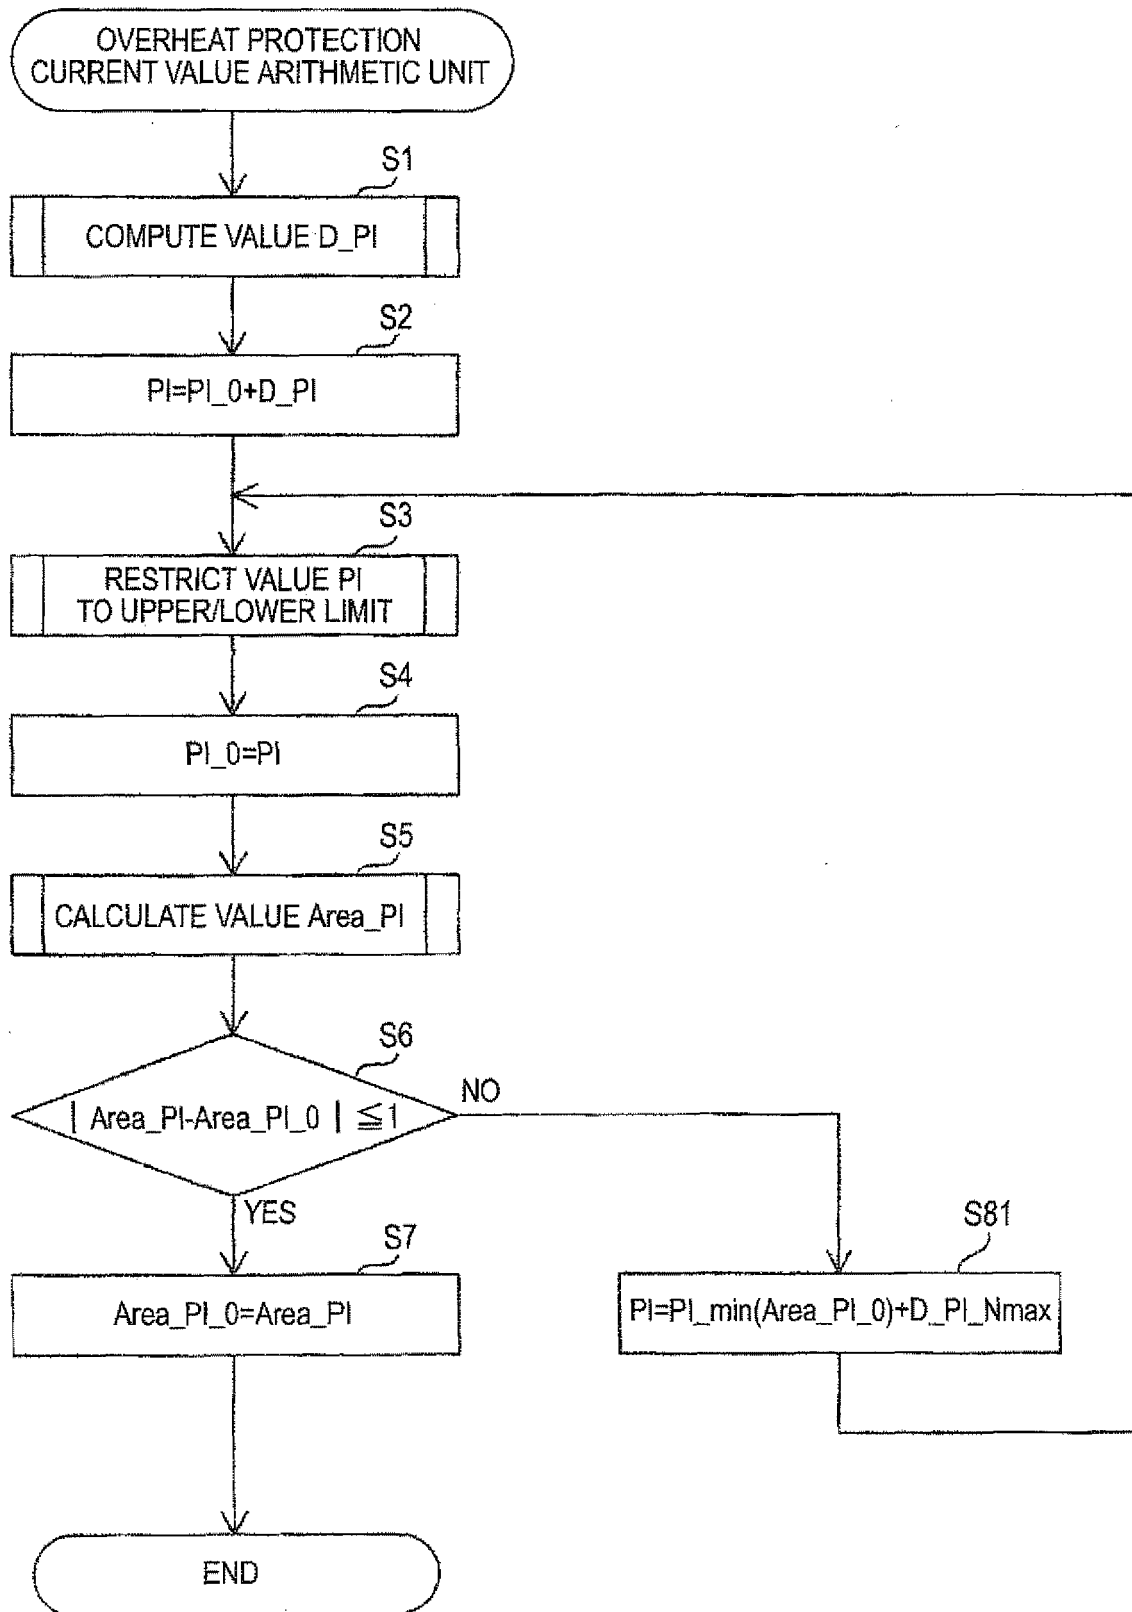 OVERHEAT PROTECTION
CURRENT VALUE ARITHMETIC UNIT
S1
COMPUTE VALUE D_PI
S2
PI=PI_0+D_PI
S3
RESTRICT VALUE PI
TO UPPER/LOWER LIMIT
S4
PI_0=PI
S5
CALCULATE VALUE Area_PI
S6
| Area_PI-Area_PI_0 | ≦1
NO
YES
S7
Area_PI_0=Area_PI
S81
PI=PI_min(Area_PI_0)+D_PI_Nmax
END